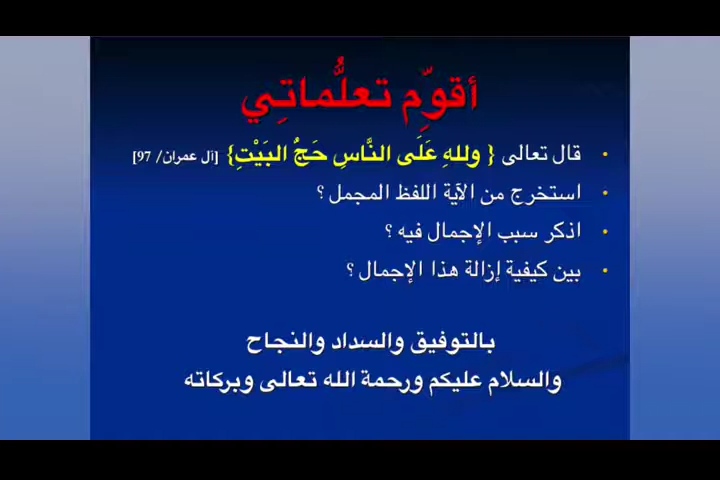 أقوِّم تعلُّماتِي
• قال تعالى { وللهِ عَلَى النَّاسِ حَجُّ البَيْتِ} [آل عمران/ 97]
• استخرج من الآية اللفظ المجمل ؟
• اذكر سبب الإجمال فيه ؟
• بين كيفية إزالة هذا الإجمال ؟
بالتوفيق والسداد والنجاح
والسلام عليكم ورحمة الله تعالى وبركاته